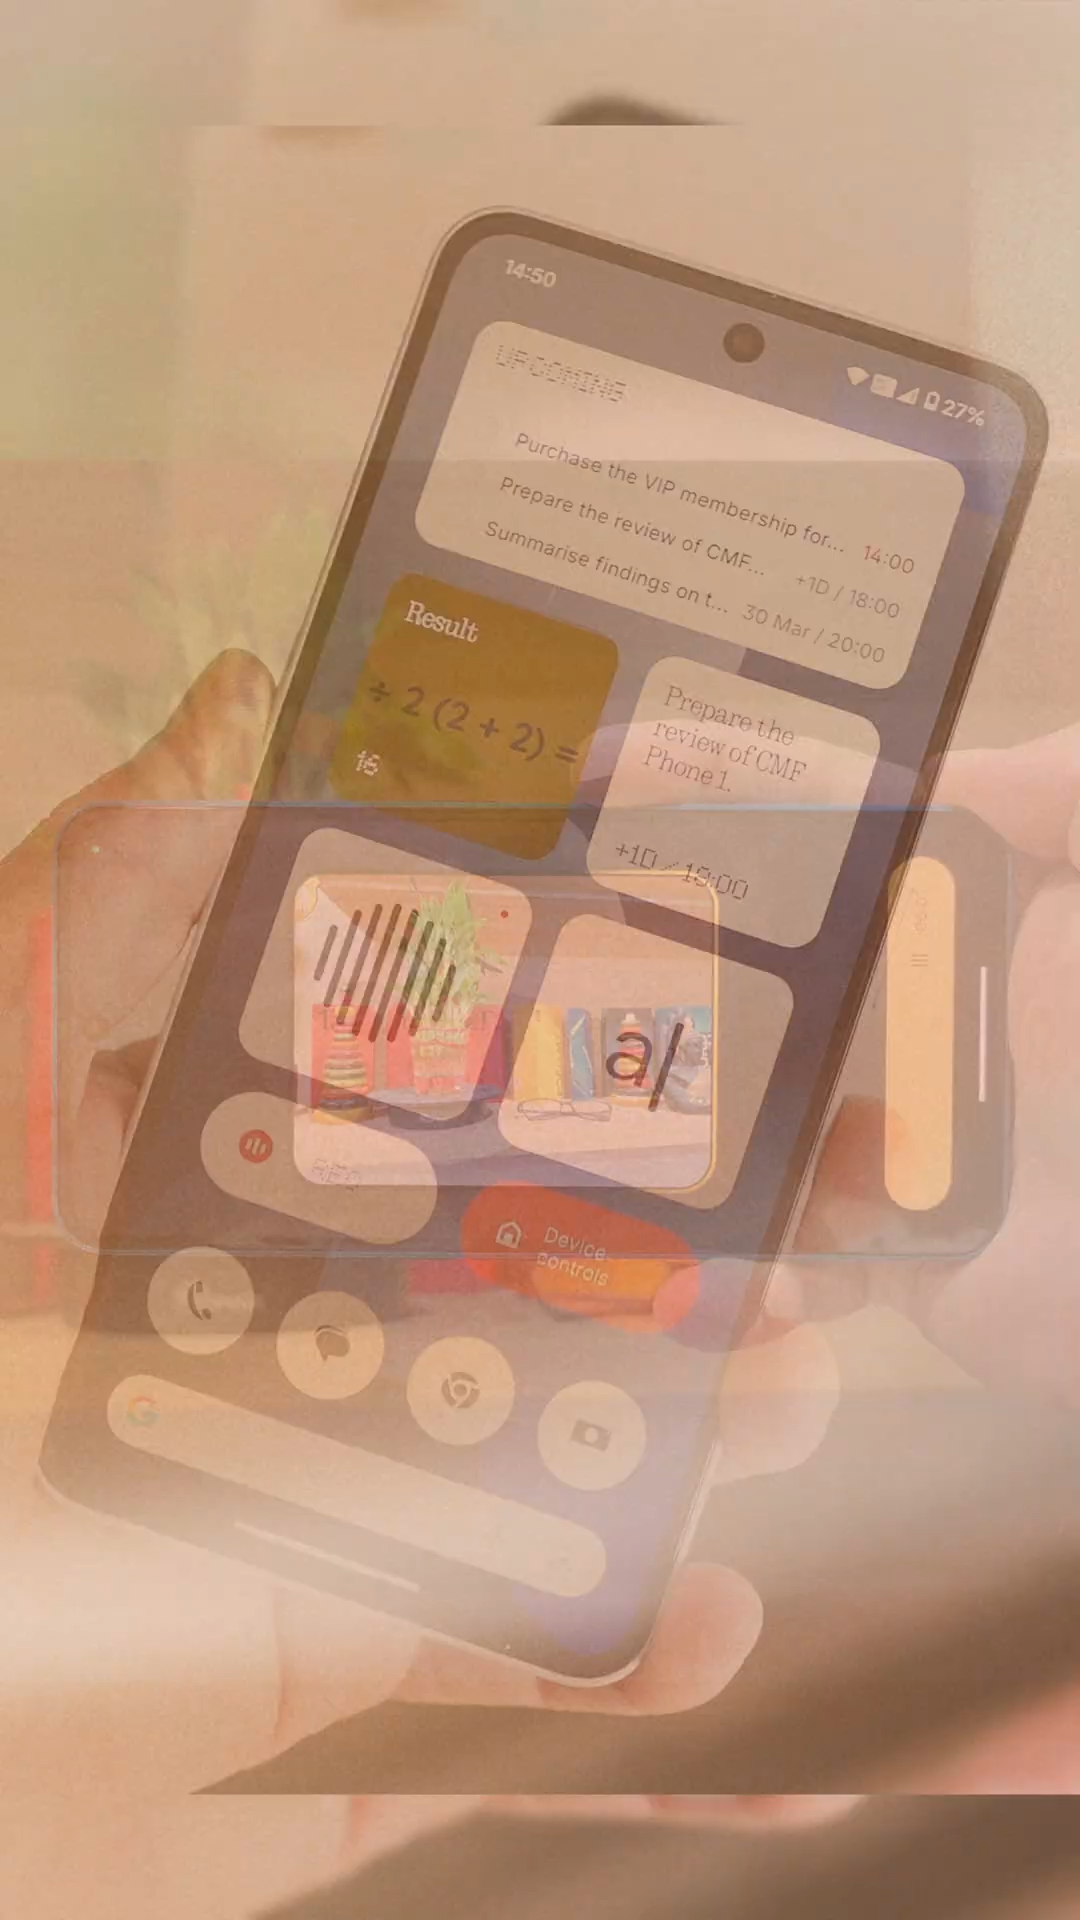 14:50
27%
UPCOMING
Purchase the VIP membership for... 14:00
Prepare the review of CMF... +1D / 18:00
Summarise findings on t... 30 Mar / 20:00
Result
÷ 2 (2 + 2) =
16
Prepare the
review of CMF
Phone 1.
+1D / 18:00
a/
REC
Device
controls
G